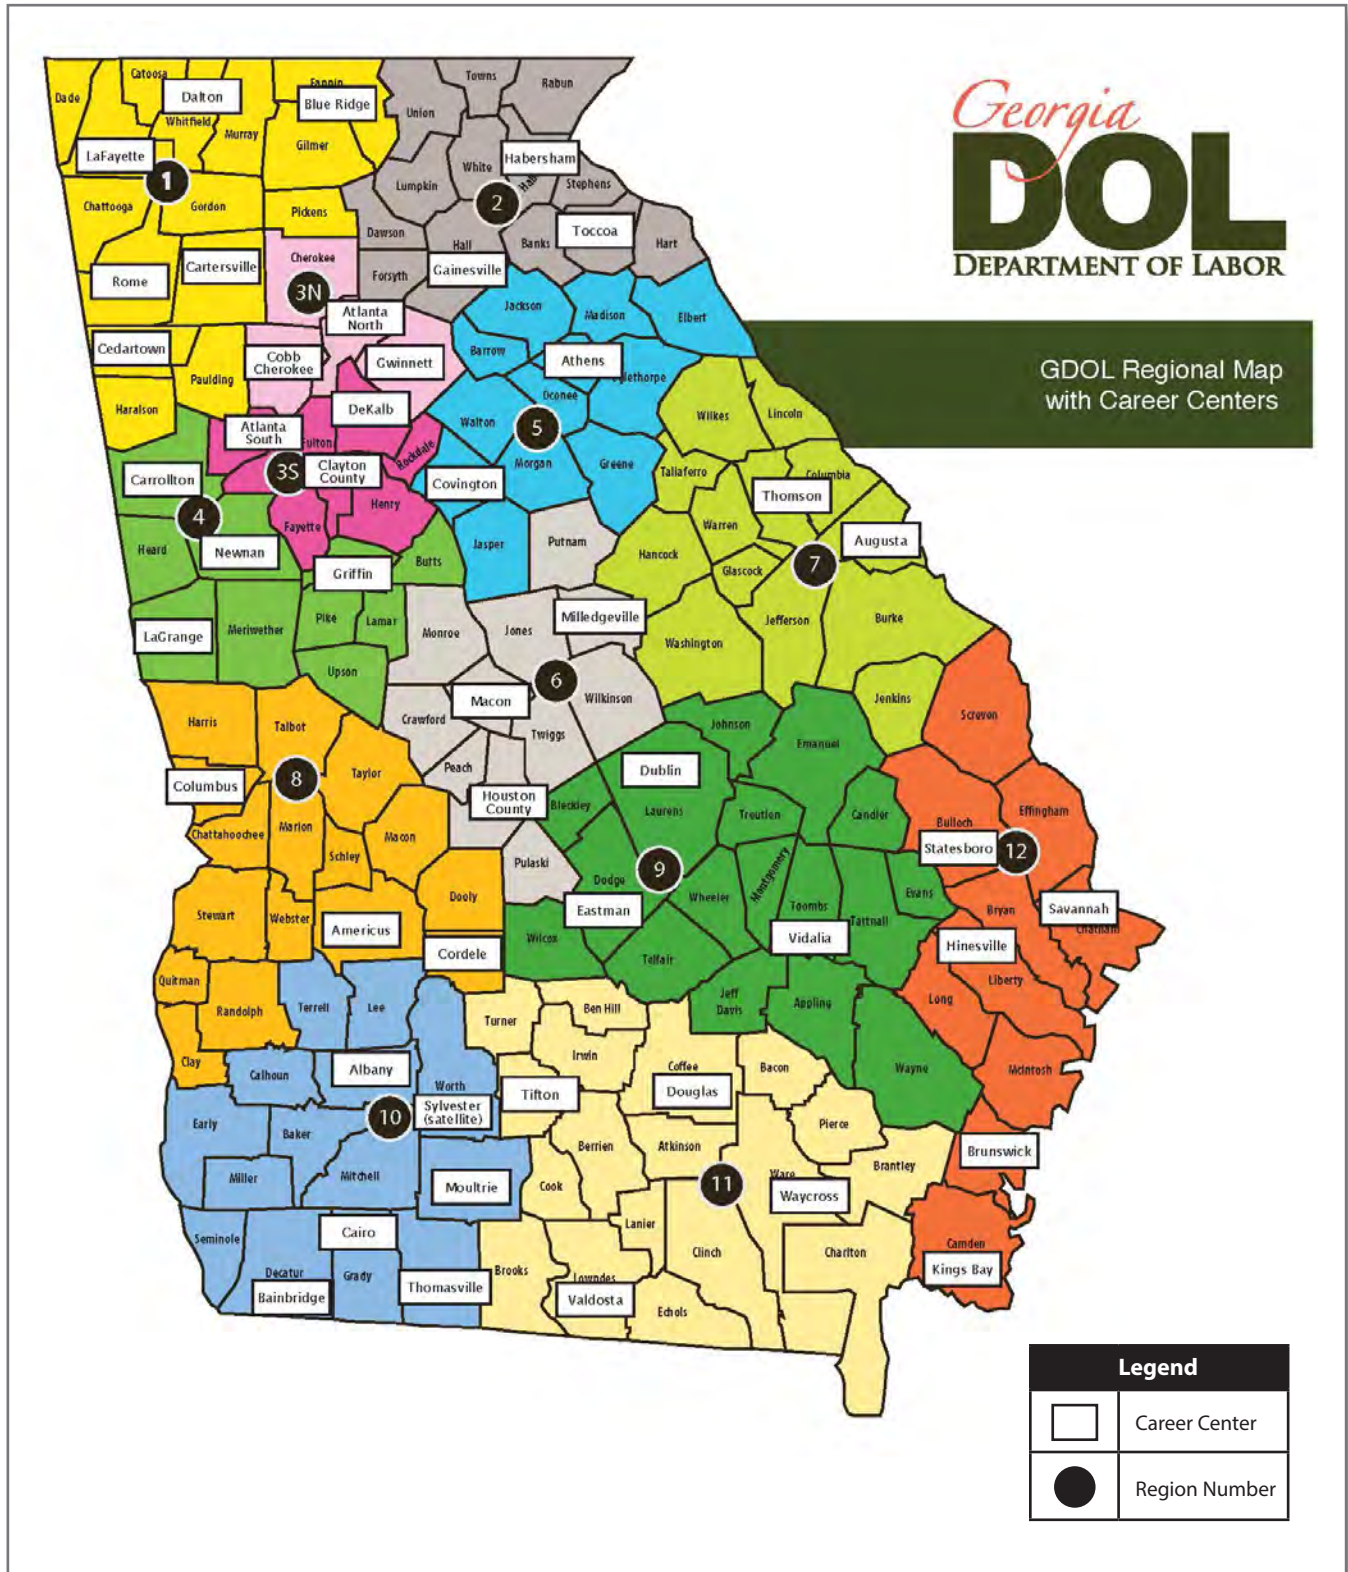 Georgia
DOL
DEPARTMENT OF LABOR
GDOL Regional Map
with Career Centers
Dade
Catoosa
Dalton
Whitfield
Murray
Fannin
Blue Ridge
Gilmer
LaFayette
1
Chattooga
Gordon
Pickens
Rome
Cartersville
Cedartown
Paulding
Haralson
Union
Towns
Rabun
White
Habersham
Lumpkin
2
Stephens
Dawson
Hall
Banks
Toccoa
Hart
Forsyth
Gainesville
Cherokee
3N
Atlanta
North
Cobb
Cherokee
Gwinnett
DeKalb
Atlanta
South
Fulton
Rockdale
3S
Clayton
County
Fayette
Henry
Jackson
Madison
Elbert
Barrow
Athens
Oconee
Walton
5
Morgan
Greene
Covington
Jasper
Carrollton
4
Heard
Newnan
Griffin
Butts
LaGrange
Meriwether
Pike
Lamar
Upson
Putnam
Monroe
Jones
Milledgeville
6
Macon
Wilkinson
Crawford
Twiggs
Peach
Houston
County
Pulaski
Wilkes
Lincoln
Taliaferro
Columbia
Thomson
Warren
Augusta
Hancock
Glascock
7
Washington
Jefferson
Burke
Jenkins
Harris
Talbot
Columbus
8
Taylor
Chattahoochee
Marion
Macon
Schley
Stewart
Webster
Americus
Dooly
Cordele
Quitman
Randolph
Clay
Johnson
Emanuel
Dublin
Bleckley
Laurens
Treutlen
Candler
9
Dodge
Wheeler
Montgomery
Toombs
Evans
Tattnall
Eastman
Vidalia
Wilcox
Telfair
Jeff
Davis
Appling
Wayne
Screven
Effingham
Bulloch
Statesboro
12
Bryan
Savannah
Chatham
Hinesville
Liberty
Long
McIntosh
Brunswick
Camden
Kings Bay
Terrell
Lee
Calhoun
Albany
Worth
Early
10
Sylvester
(satellite)
Baker
Miller
Mitchell
Moultrie
Seminole
Cairo
Decatur
Grady
Bainbridge
Thomasville
Turner
Ben Hill
Irwin
Coffee
Bacon
Tifton
Douglas
Pierce
Berrien
Atkinson
Brantley
Cook
11
Ware
Waycross
Lanier
Clinch
Charlton
Brooks
Lowndes
Valdosta
Echols
Legend
Career Center
Region Number